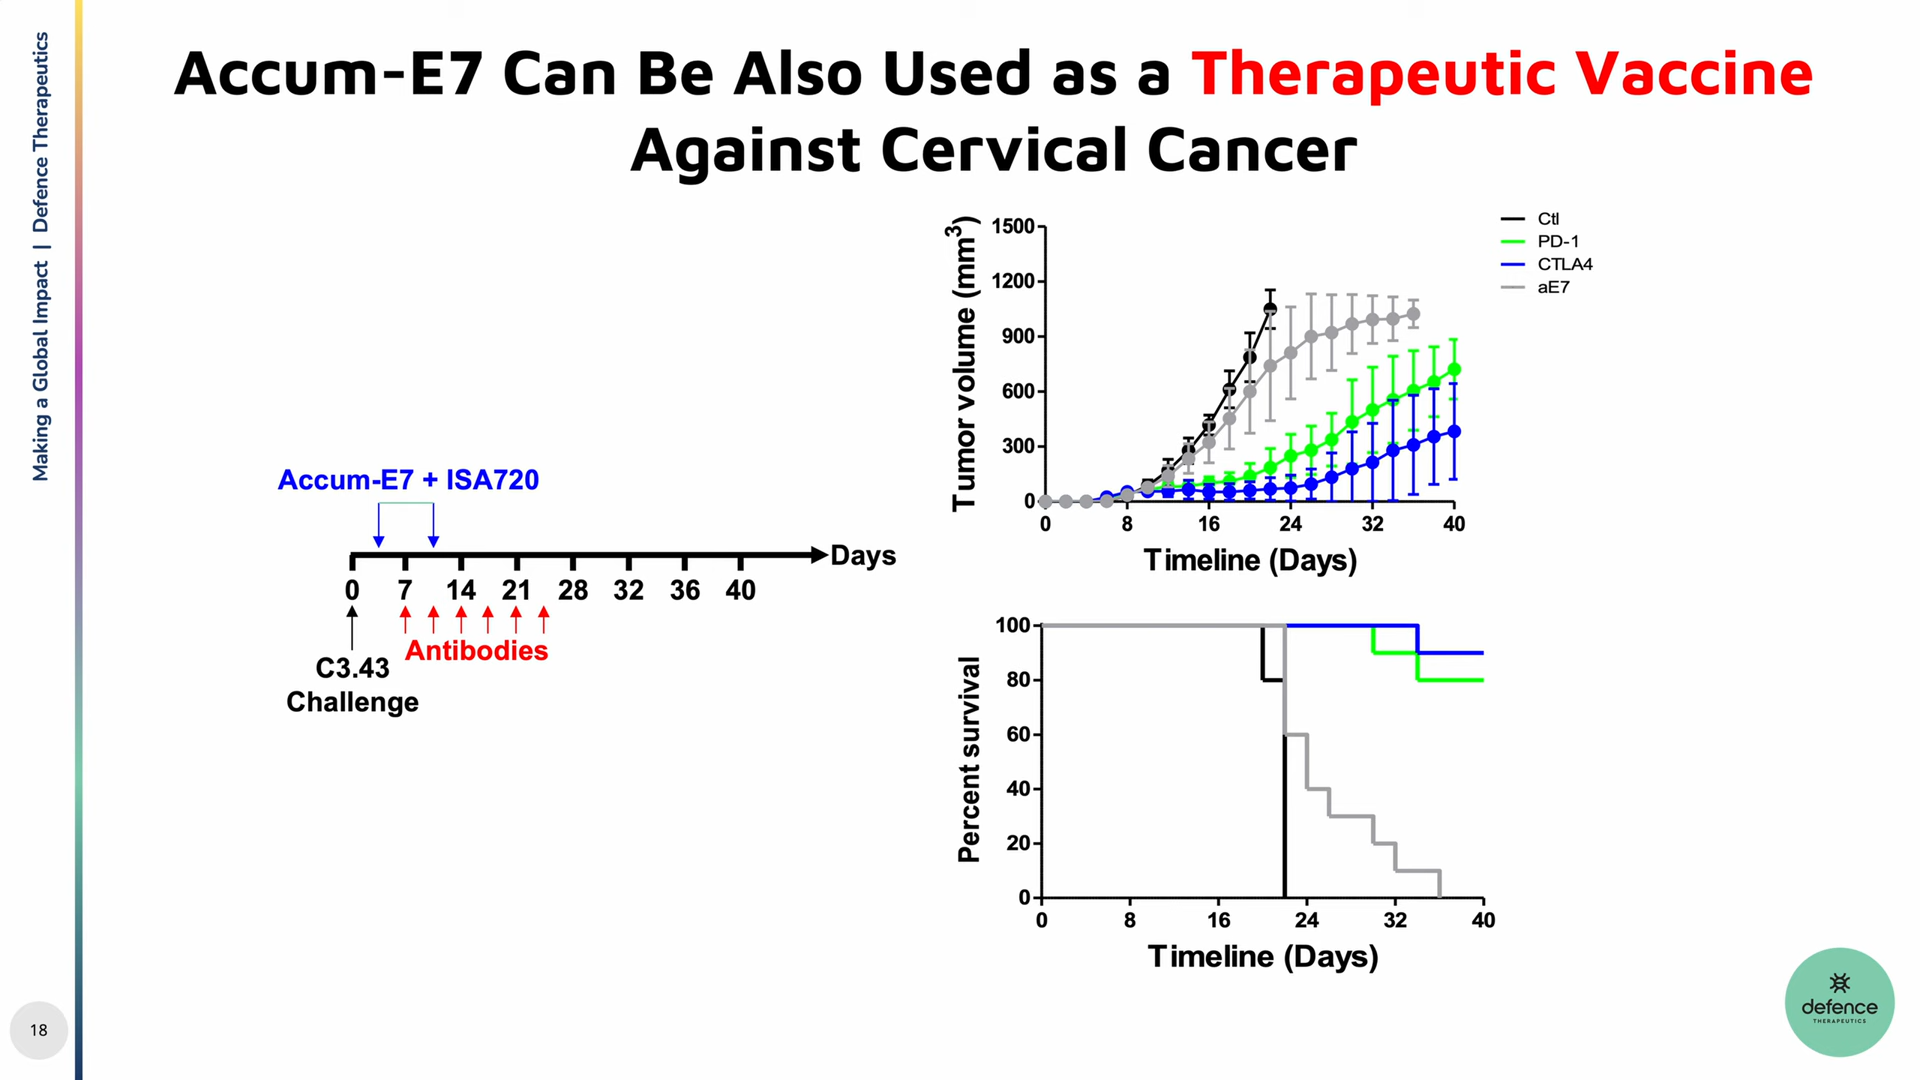 Accum-E7 Can Be Also Used as a Therapeutic Vaccine
Against Cervical Cancer
Making a Global Impact | Defence Therapeutics
Accum-E7 + ISA720
Days
0 7 14 21 28 32 36 40
Antibodies
C3.43
Challenge
Tumor volume (mm³)
1500
1200
900
600
300
0
0 8 16 24 32 40
Timeline (Days)
Ctl
PD-1
CTLA4
aE7
Percent survival
100
80
60
40
20
0
0 8 16 24 32 40
Timeline (Days)
18
defence
THERAPEUTICS